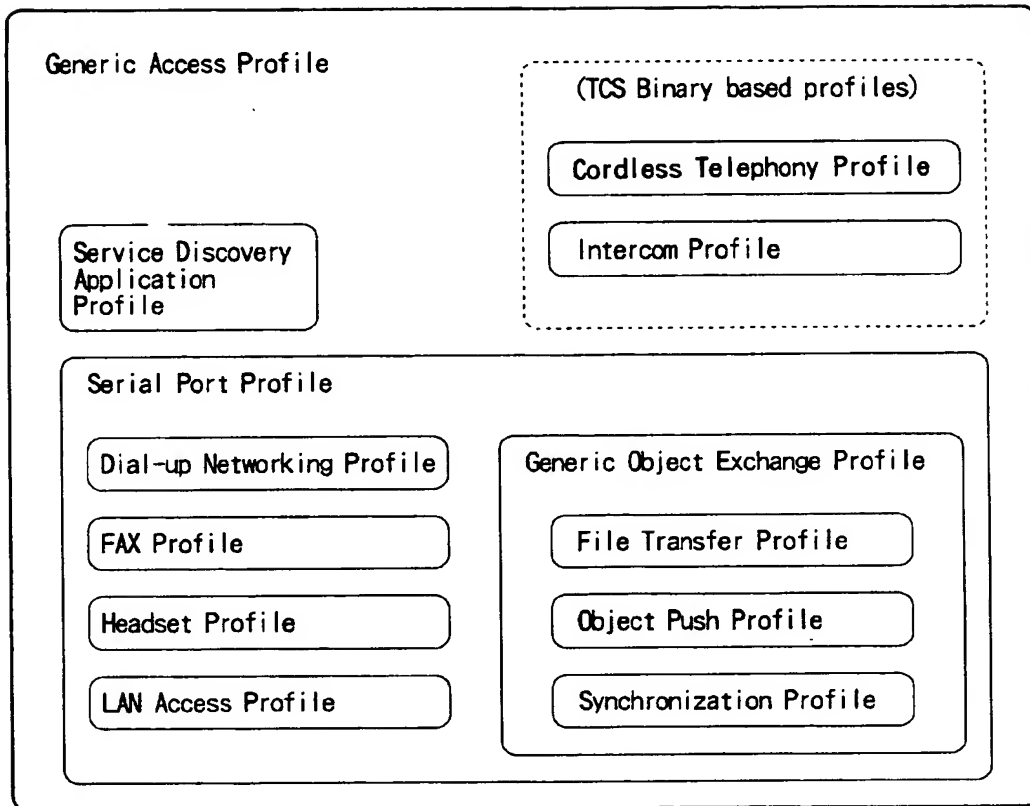 Generic Access Profile
(TCS Binary based profiles)
Cordless Telephony Profile
Intercom Profile
Service Discovery
Application
Profile
Serial Port Profile
Dial-up Networking Profile
FAX Profile
Headset Profile
LAN Access Profile
Generic Object Exchange Profile
File Transfer Profile
Object Push Profile
Synchronization Profile